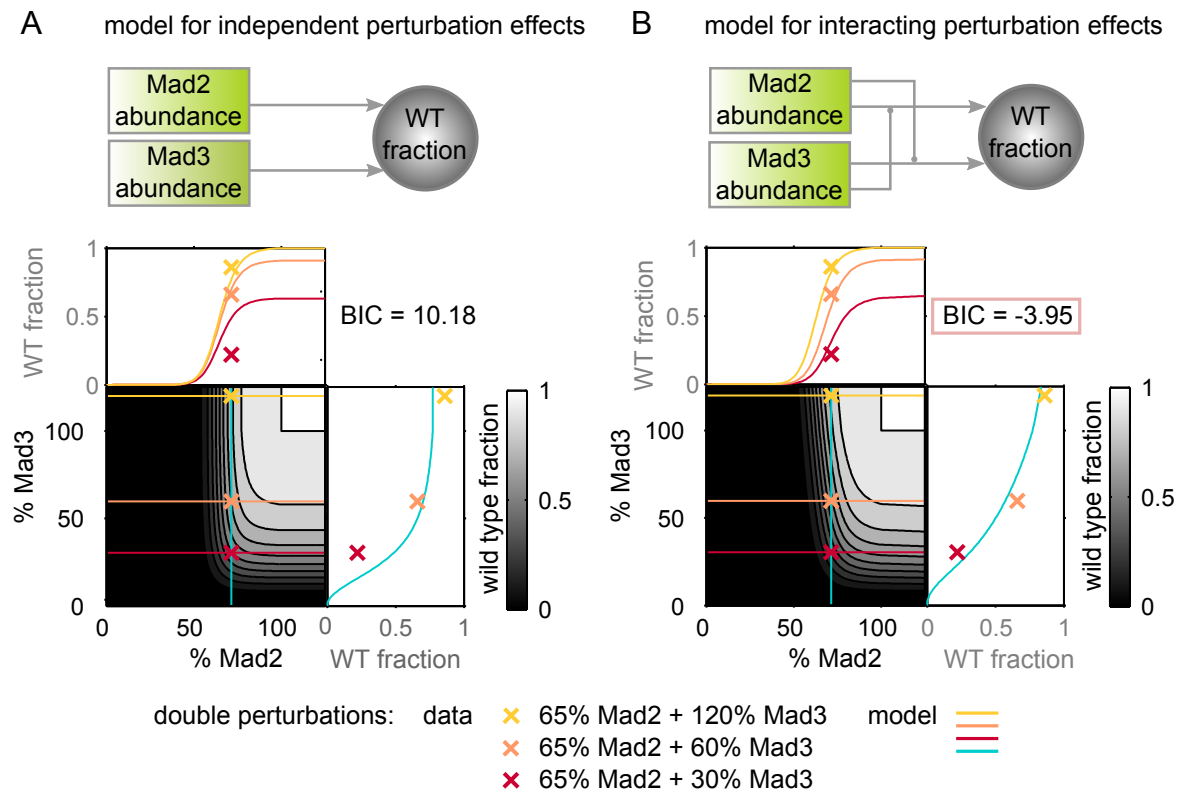 A
model for independent perturbation effects
Mad2
abundance
Mad3
abundance
WT
fraction
WT fraction
1
0.5
0
BIC = 10.18
% Mad3
100
50
0
0
50
100
% Mad2
0
0.5
1
WT fraction
wild type fraction
1
0.5
0
B
model for interacting perturbation effects
Mad2
abundance
Mad3
abundance
WT
fraction
WT fraction
1
0.5
0
BIC = -3.95
% Mad3
100
50
0
0
50
100
% Mad2
0
0.5
1
WT fraction
wild type fraction
1
0.5
0
double perturbations: data
65% Mad2 + 120% Mad3
65% Mad2 + 60% Mad3
65% Mad2 + 30% Mad3
model